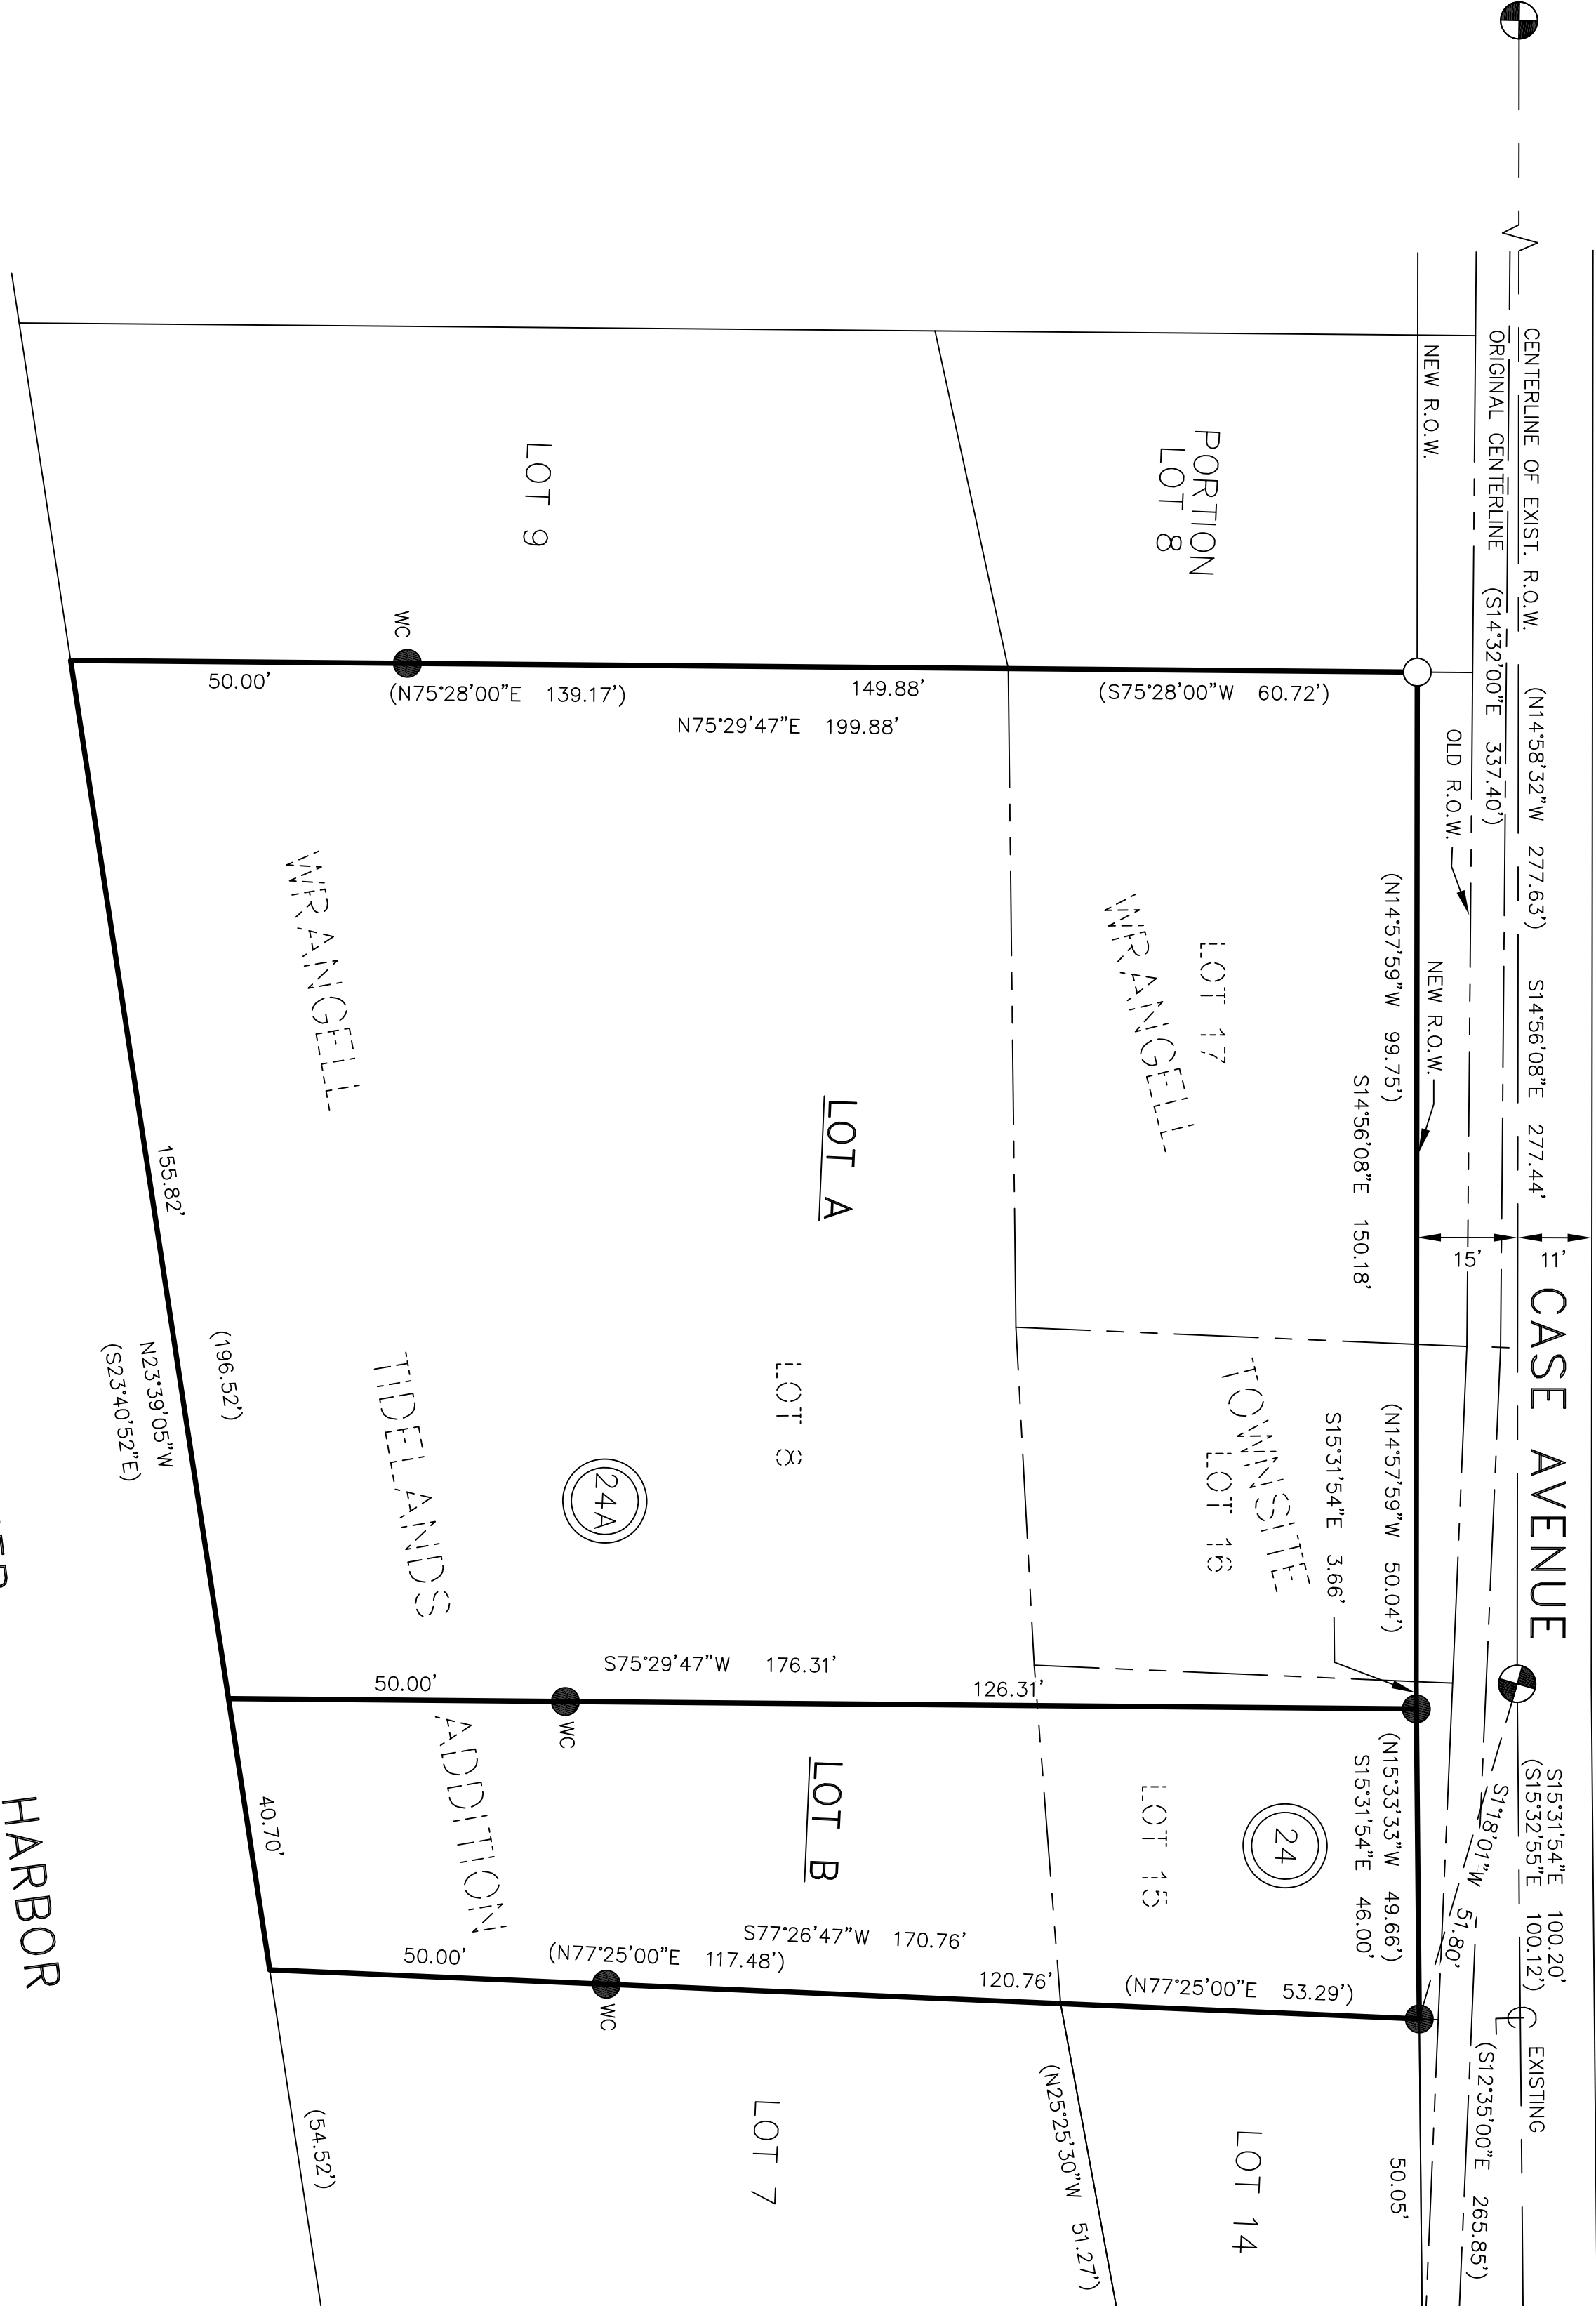 CASE AVENUE
CENTERLINE OF EXIST. R.O.W. (N14°58'32"W 277.63') S14°56'08"E 277.44'
ORIGINAL CENTERLINE (S14°32'00"E 337.40')
S15°31'54"E 100.20'
(S15°32'55"E 100.12')
EXISTING
S1°18'01"W 51.80'
(S12°35'00"E 265.85')
11'
15'
NEW R.O.W.
OLD R.O.W.
NEW R.O.W.
(N14°57'59"W 99.75')
S14°56'08"E 150.18'
(N14°57'59"W 50.04')
S15°31'54"E 3.66'
(N15°33'33"W 49.66')
S15°31'54"E 46.00'
50.05'
PORTION
LOT 8
LOT 17
WRANGELL
TOWNSITE
LOT 16
24
LOT 15
LOT 14
(S75°28'00"W 60.72')
(N77°25'00"E 53.29')
(N25°25'30"W 51.27')
149.88'
N75°29'47"E 199.88'
(N75°28'00"E 139.17')
50.00'
WC
LOT 9
LOT A
LOT 8
24A
126.31'
S75°29'47"W 176.31'
50.00'
WC
LOT B
120.76'
S77°26'47"W 170.76'
(N77°25'00"E 117.48')
50.00'
WC
LOT 7
WRANGELL
TIDELANDS
ADDITION
155.82'
(196.52')
N23°39'05"W
(S23°40'52"E)
40.70'
(54.52')
HARBOR